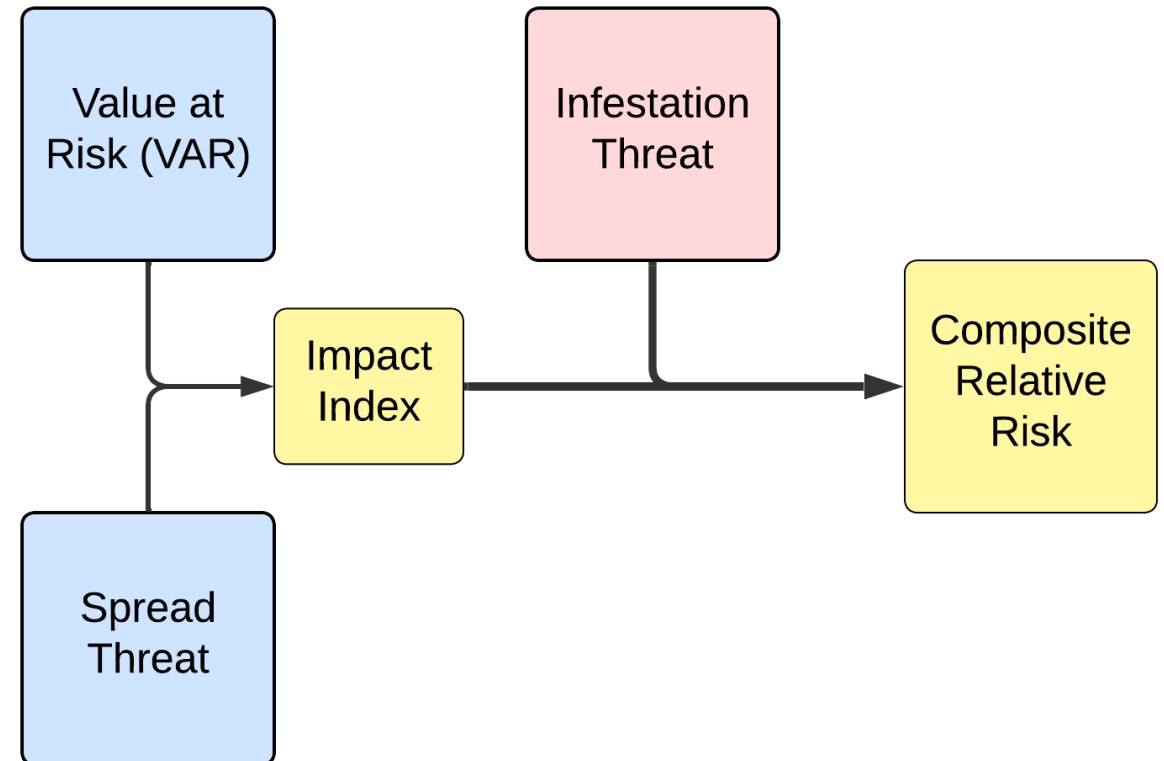 Value at
Risk (VAR)
Infestation
Threat
Impact
Index
Composite
Relative
Risk
Spread
Threat